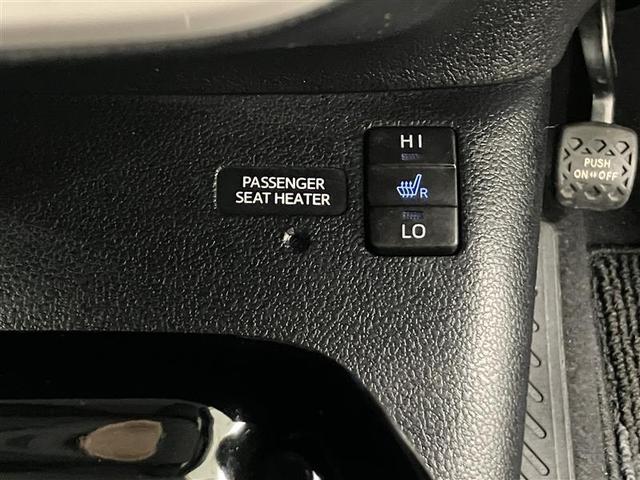 PASSENGER
SEAT HEATER
HI
R
LO
PUSH
ON⇔OFF